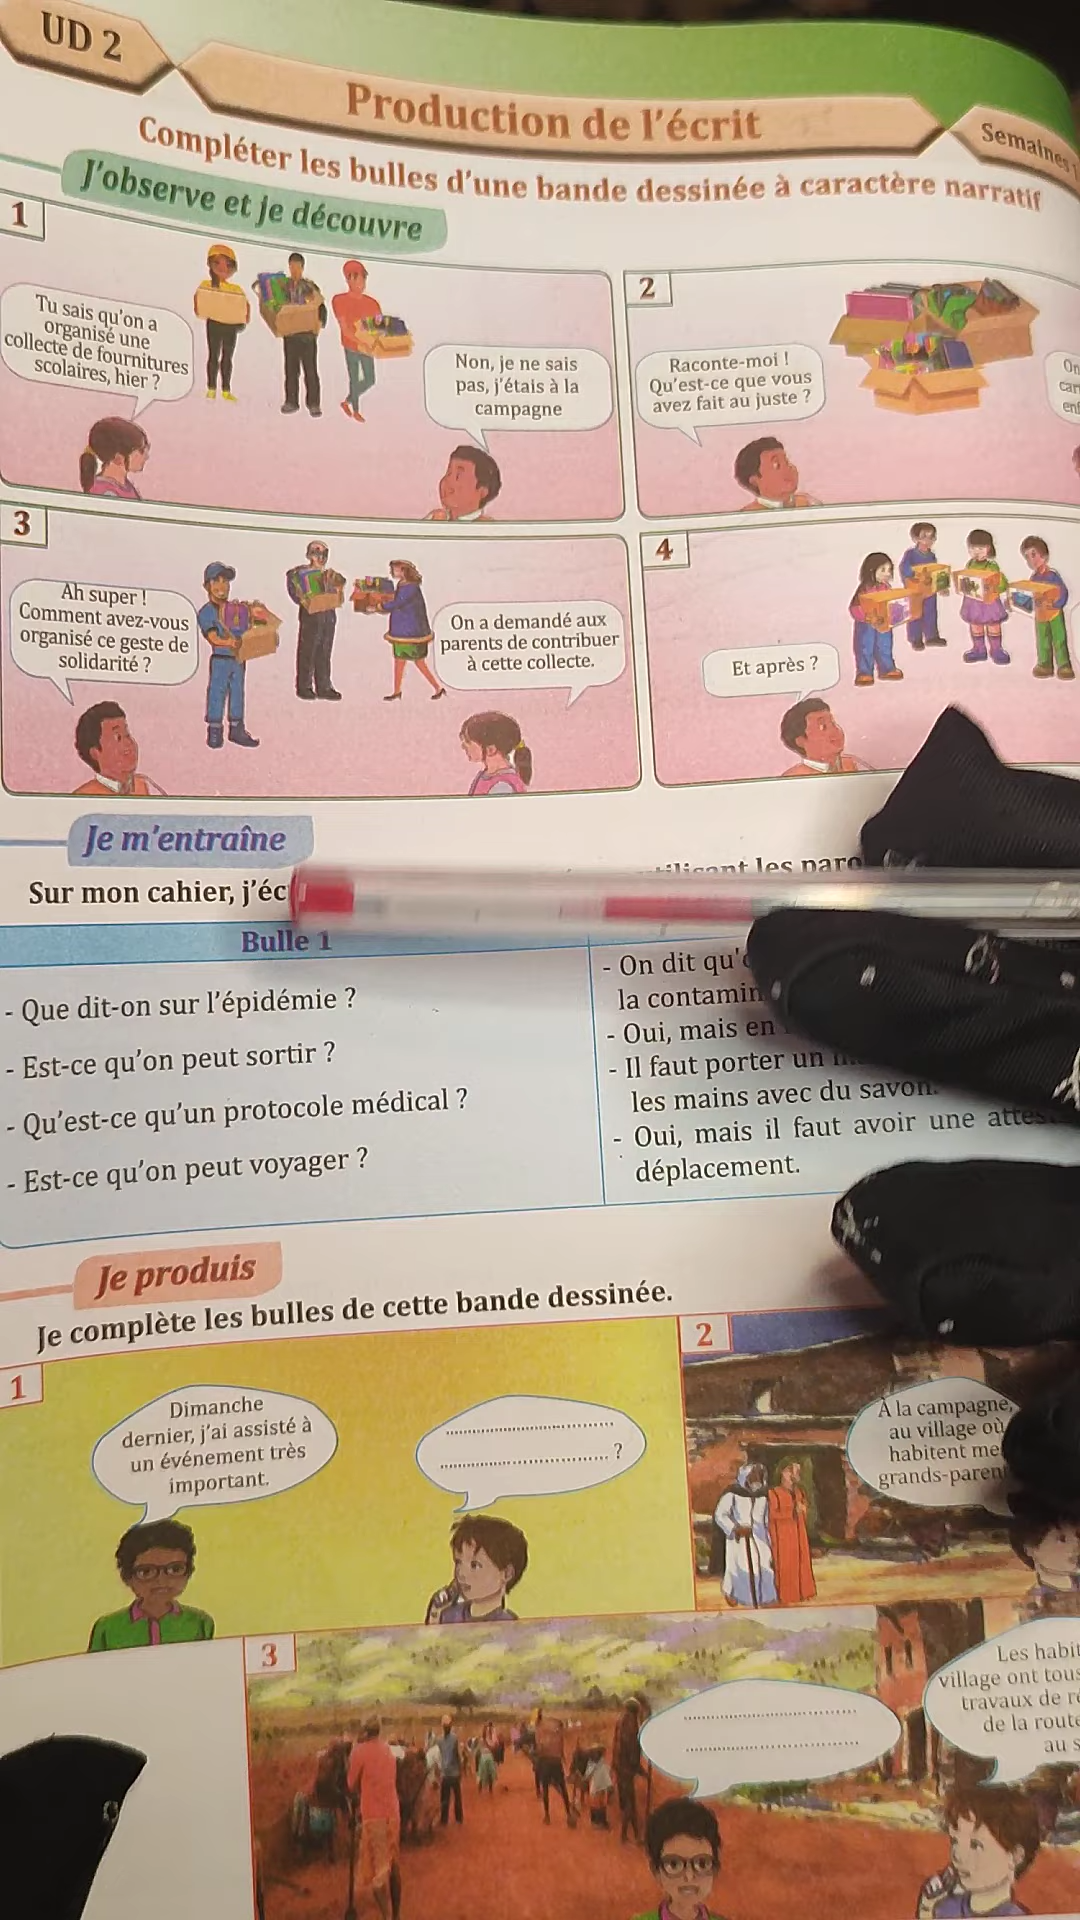 UD 2
Production de l'écrit
Semaines
Compléter les bulles d'une bande dessinée à caractère narratif
J'observe et je découvre
1
Tu sais qu'on a
organisé une
collecte de fournitures
scolaires, hier ?
Non, je ne sais
pas, j'étais à la
campagne
2
Raconte-moi !
Qu'est-ce que vous
avez fait au juste ?
On
3
Ah super !
Comment avez-vous
organisé ce geste de
solidarité ?
On a demandé aux
parents de contribuer
à cette collecte.
4
Et après ?
Je m'entraîne
Sur mon cahier, les
Bulle 1
- Que dit-on sur l'épidémie ?
- Est-ce qu'on peut sortir ?
- Qu'est-ce qu'un protocole médical ?
- Est-ce qu'on peut voyager ?
- On dit
la
- Oui, mais en
- Il faut porter un
les mains avec du savon.
- Oui, mais il faut avoir une
déplacement.
Je produis
Je complète les bulles de cette bande dessinée.
1
Dimanche
dernier, j'ai assisté à
un événement très
important.
.............................
............................. ?
2
À la campagne,
au village où
habitent
3
.............................
.............................
Les
village ont
travaux de
de la route
au